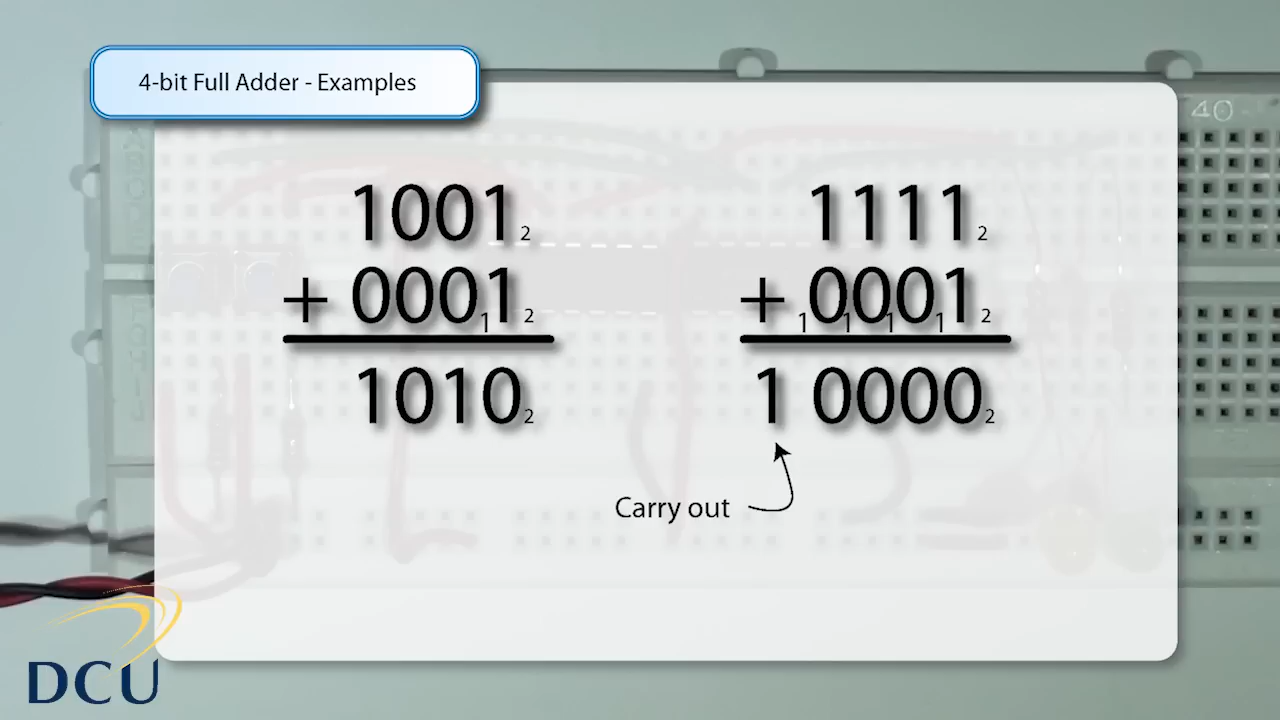 4-bit Full Adder - Examples
40
1001₂
+ 0001₂
1
1010₂
1111₂
+ 0001₂
1 1 1 1
1 0000₂
Carry out
DCU